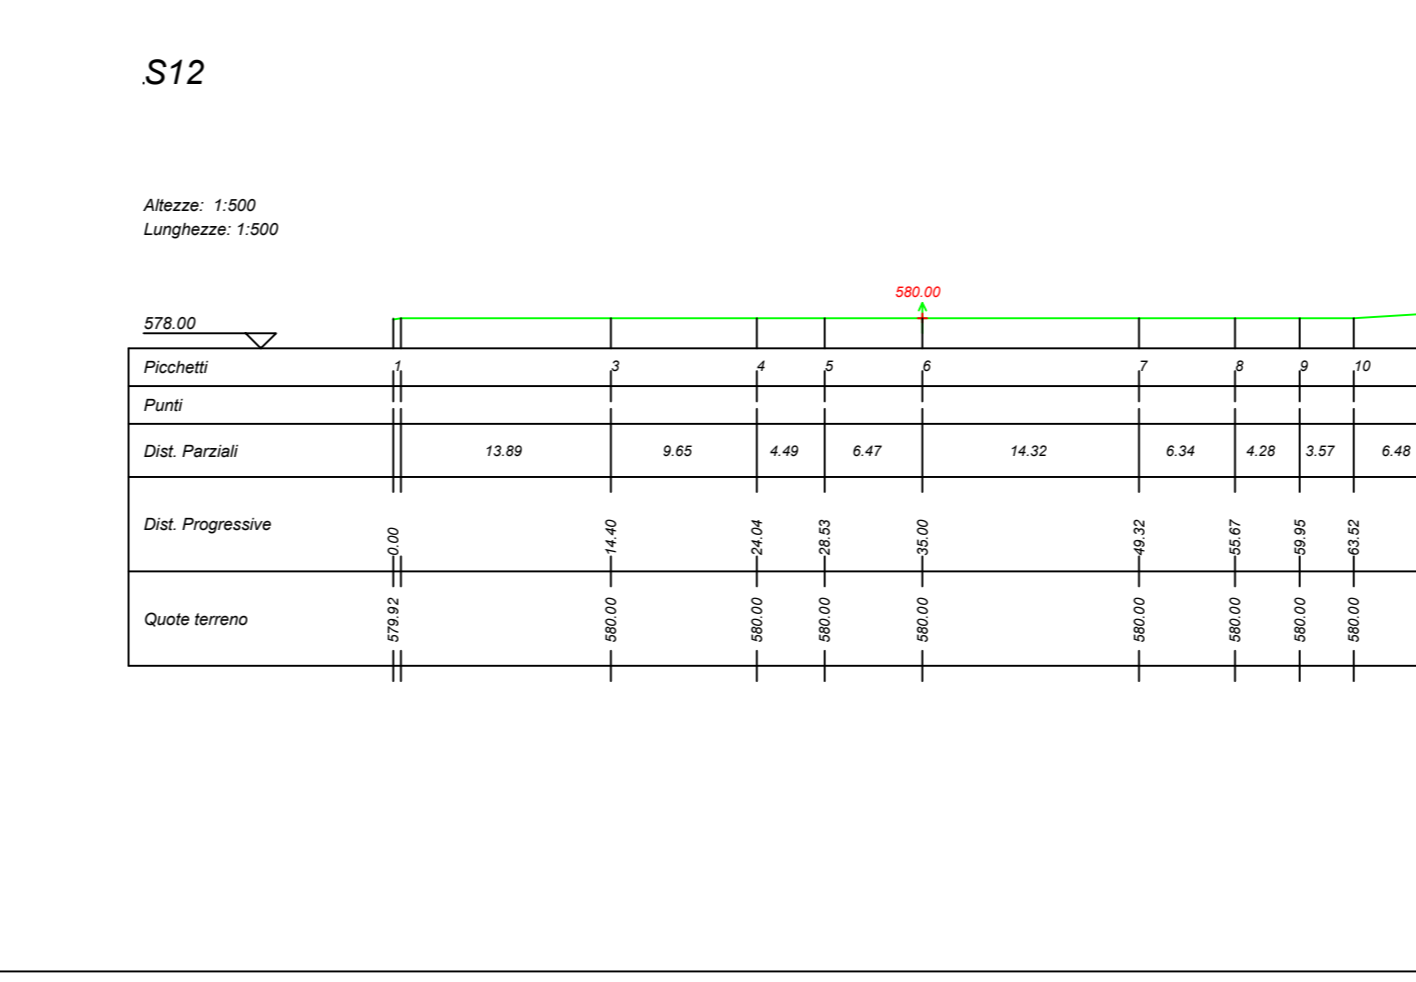 .S12
Altezze: 1:500
Lunghezze: 1:500
580.00
578.00
Picchetti 1 3 4 5 6 7 8 9 10
Punti
Dist. Parziali 13.89 9.65 4.49 6.47 14.32 6.34 4.28 3.57 6.48
Dist. Progressive 0.00 14.40 24.04 28.53 35.00 49.32 55.67 59.95 63.52
Quote terreno 579.92 580.00 580.00 580.00 580.00 580.00 580.00 580.00 580.00